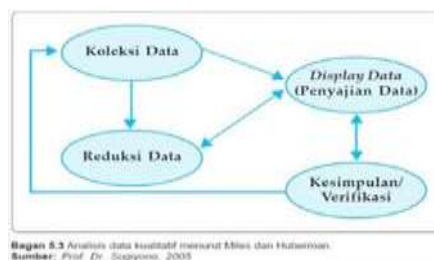 Koleksi Data
Display Data
(Penyajian Data)
Reduksi Data
Kesimpulan/
Verifikasi
Bagan 5.3 Analisis data kualitatif menurut Miles dan Huberman.
Sumber: Prof. Dr. Sugiyono, 2005